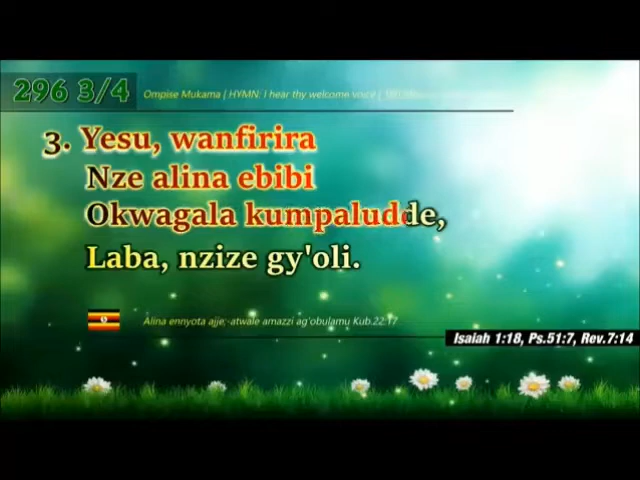 296 3/4
Ompise Mukama ( HYMN: I hear thy welcome voice (
3. Yesu, wanfirira
Nze alina ebibi
Okwagala kumpaludde,
Laba, nzize gy'oli.
Alina ennyota ajje;-atwale amazzi ag'obulamu Kub.22:17
Isaiah 1:18, Ps.51:7, Rev.7:14